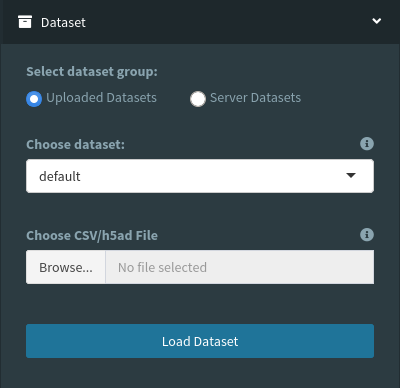 Dataset
Select dataset group:
Uploaded Datasets Server Datasets
Choose dataset:
default
Choose CSV/h5ad File
Browse... No file selected
Load Dataset